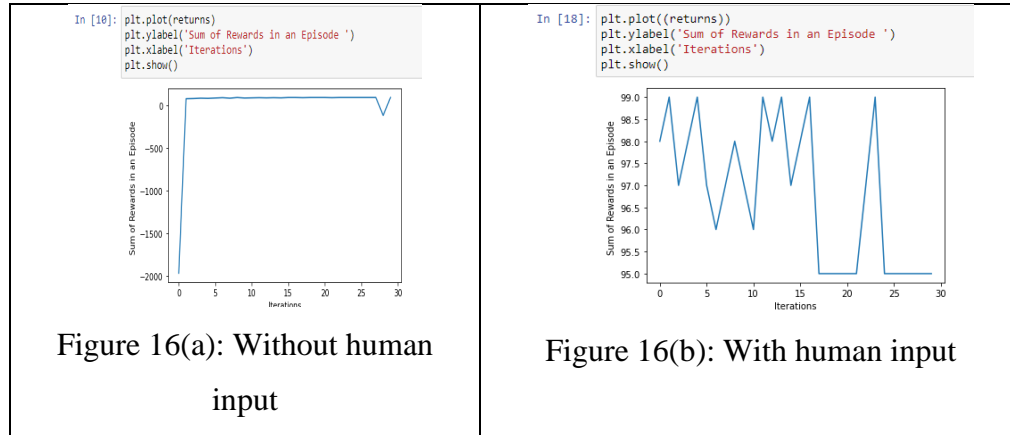 In [10]: plt.plot(returns)
plt.ylabel('Sum of Rewards in an Episode ')
plt.xlabel('Iterations')
plt.show()
0
−500
−1000
−1500
−2000
Sum of Rewards in an Episode
0 5 10 15 20 25 30
Iterations
Figure 16(a): Without human
input
In [18]: plt.plot((returns))
plt.ylabel('Sum of Rewards in an Episode ')
plt.xlabel('Iterations')
plt.show()
99.0
98.5
98.0
97.5
97.0
96.5
96.0
95.5
95.0
Sum of Rewards in an Episode
0 5 10 15 20 25 30
Iterations
Figure 16(b): With human input